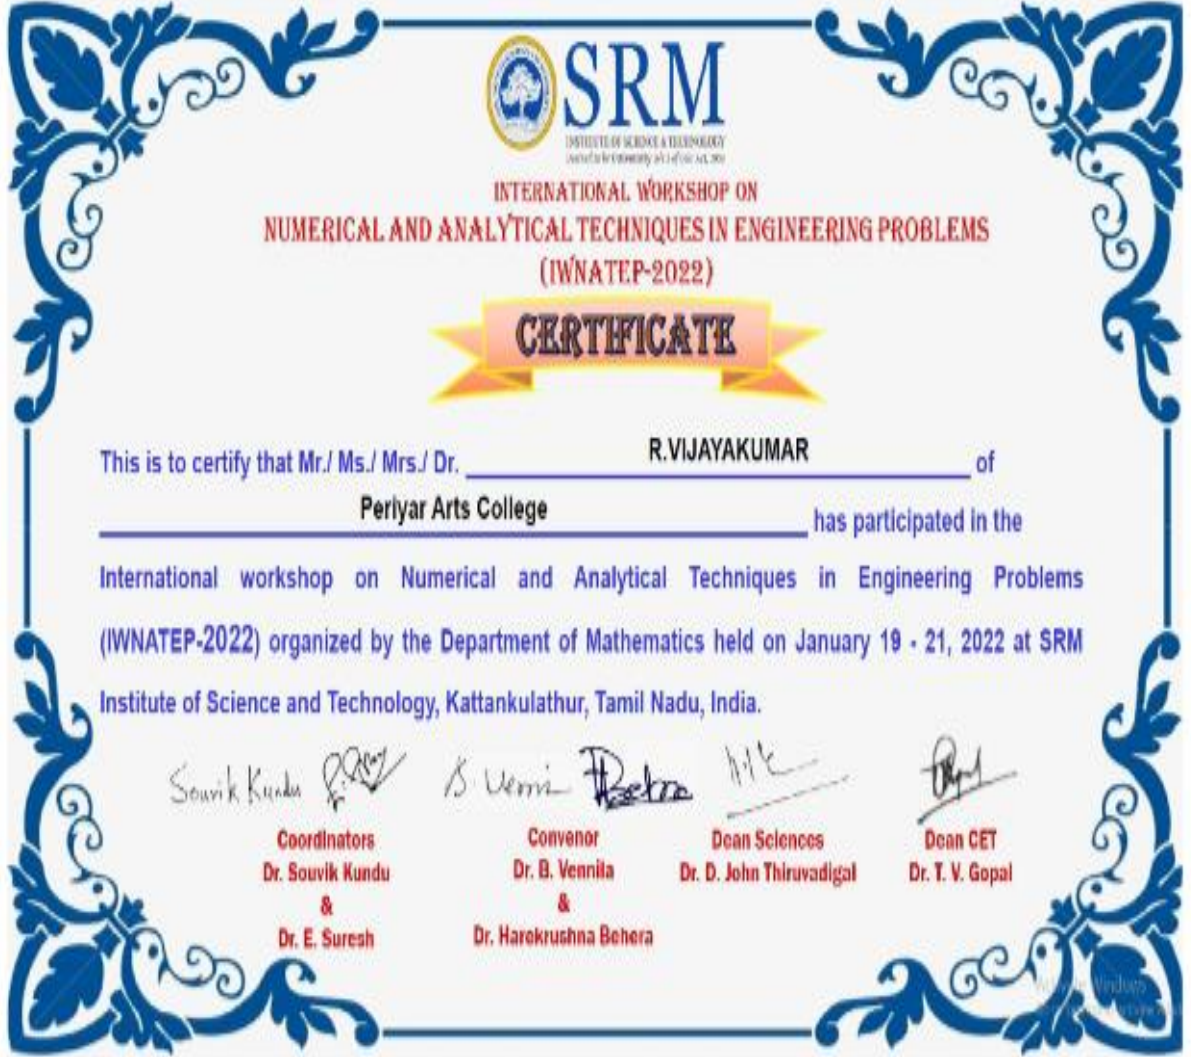 SRM
INSTITUTE OF SCIENCE & TECHNOLOGY
INTERNATIONAL WORKSHOP ON
NUMERICAL AND ANALYTICAL TECHNIQUES IN ENGINEERING PROBLEMS
(IWNATEP-2022)
CERTIFICATE
This is to certify that Mr./ Ms./ Mrs./ Dr. R.VIJAYAKUMAR of
Periyar Arts College has participated in the
International workshop on Numerical and Analytical Techniques in Engineering Problems
(IWNATEP-2022) organized by the Department of Mathematics held on January 19 - 21, 2022 at SRM
Institute of Science and Technology, Kattankulathur, Tamil Nadu, India.
Souvik Kundu
Coordinators Convenor Dean Sciences Dean CET
Dr. Souvik Kundu Dr. B. Vennila Dr. D. John Thiruvadigal Dr. T. V. Gopal
& &
Dr. E. Suresh Dr. Harekrushna Behera